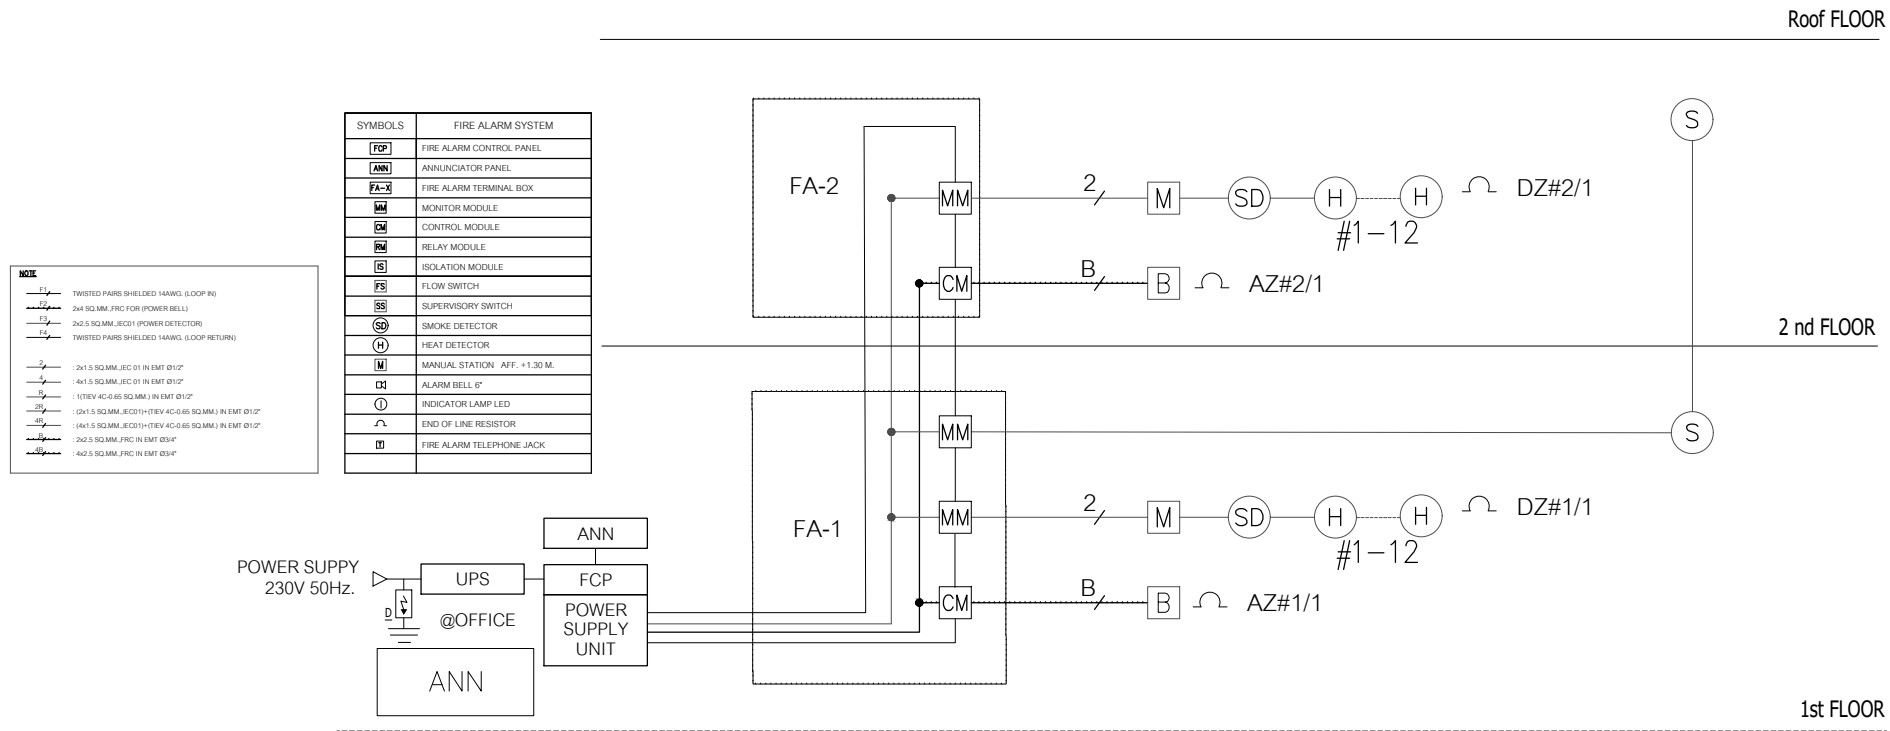 Roof FLOOR
SYMBOLS FIRE ALARM SYSTEM
FCP FIRE ALARM CONTROL PANEL
ANN ANNUNCIATOR PANEL
FA-X FIRE ALARM TERMINAL BOX
MM MONITOR MODULE
CM CONTROL MODULE
RM RELAY MODULE
IS ISOLATION MODULE
FS FLOW SWITCH
SS SUPERVISORY SWITCH
SD SMOKE DETECTOR
H HEAT DETECTOR
M MANUAL STATION AFF. +1.30 M.
ALARM BELL 6"
INDICATOR LAMP LED
END OF LINE RESISTOR
T FIRE ALARM TELEPHONE JACK
NOTE
F1 TWISTED PAIRS SHIELDED 14AWG. (LOOP IN)
F2 2x4 SQ.MM.,FRC FOR (POWER BELL)
F3 2x2.5 SQ.MM.,IEC01 (POWER DETECTOR)
F4 TWISTED PAIRS SHIELDED 14AWG. (LOOP RETURN)
2 : 2x1.5 SQ.MM.,IEC 01 IN EMT Ø1/2"
4 : 4x1.5 SQ.MM.,IEC 01 IN EMT Ø1/2"
R : 1(TIEV 4C-0.65 SQ.MM.) IN EMT Ø1/2"
2R : (2x1.5 SQ.MM.,IEC01)+(TIEV 4C-0.65 SQ.MM.) IN EMT Ø1/2"
4R : (4x1.5 SQ.MM.,IEC01)+(TIEV 4C-0.65 SQ.MM.) IN EMT Ø1/2"
B : 2x2.5 SQ.MM.,FRC IN EMT Ø3/4"
4B : 4x2.5 SQ.MM.,FRC IN EMT Ø3/4"
S
FA-2 MM 2 M SD H H DZ#2/1
#1-12
CM B B AZ#2/1
2 nd FLOOR
MM S
FA-1 MM 2 M SD H H DZ#1/1
#1-12
CM B B AZ#1/1
ANN
POWER SUPPY
230V 50Hz.
UPS
FCP
D
@OFFICE
POWER
SUPPLY
UNIT
ANN
1st FLOOR